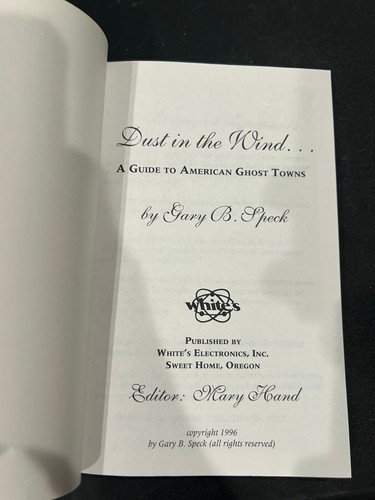 Dust in the Wind...
A Guide to American Ghost Towns
by Gary B. Speck
White's
Published by
White's Electronics, Inc.
Sweet Home, Oregon
Editor: Mary Hand
copyright 1996
by Gary B. Speck (all rights reserved)